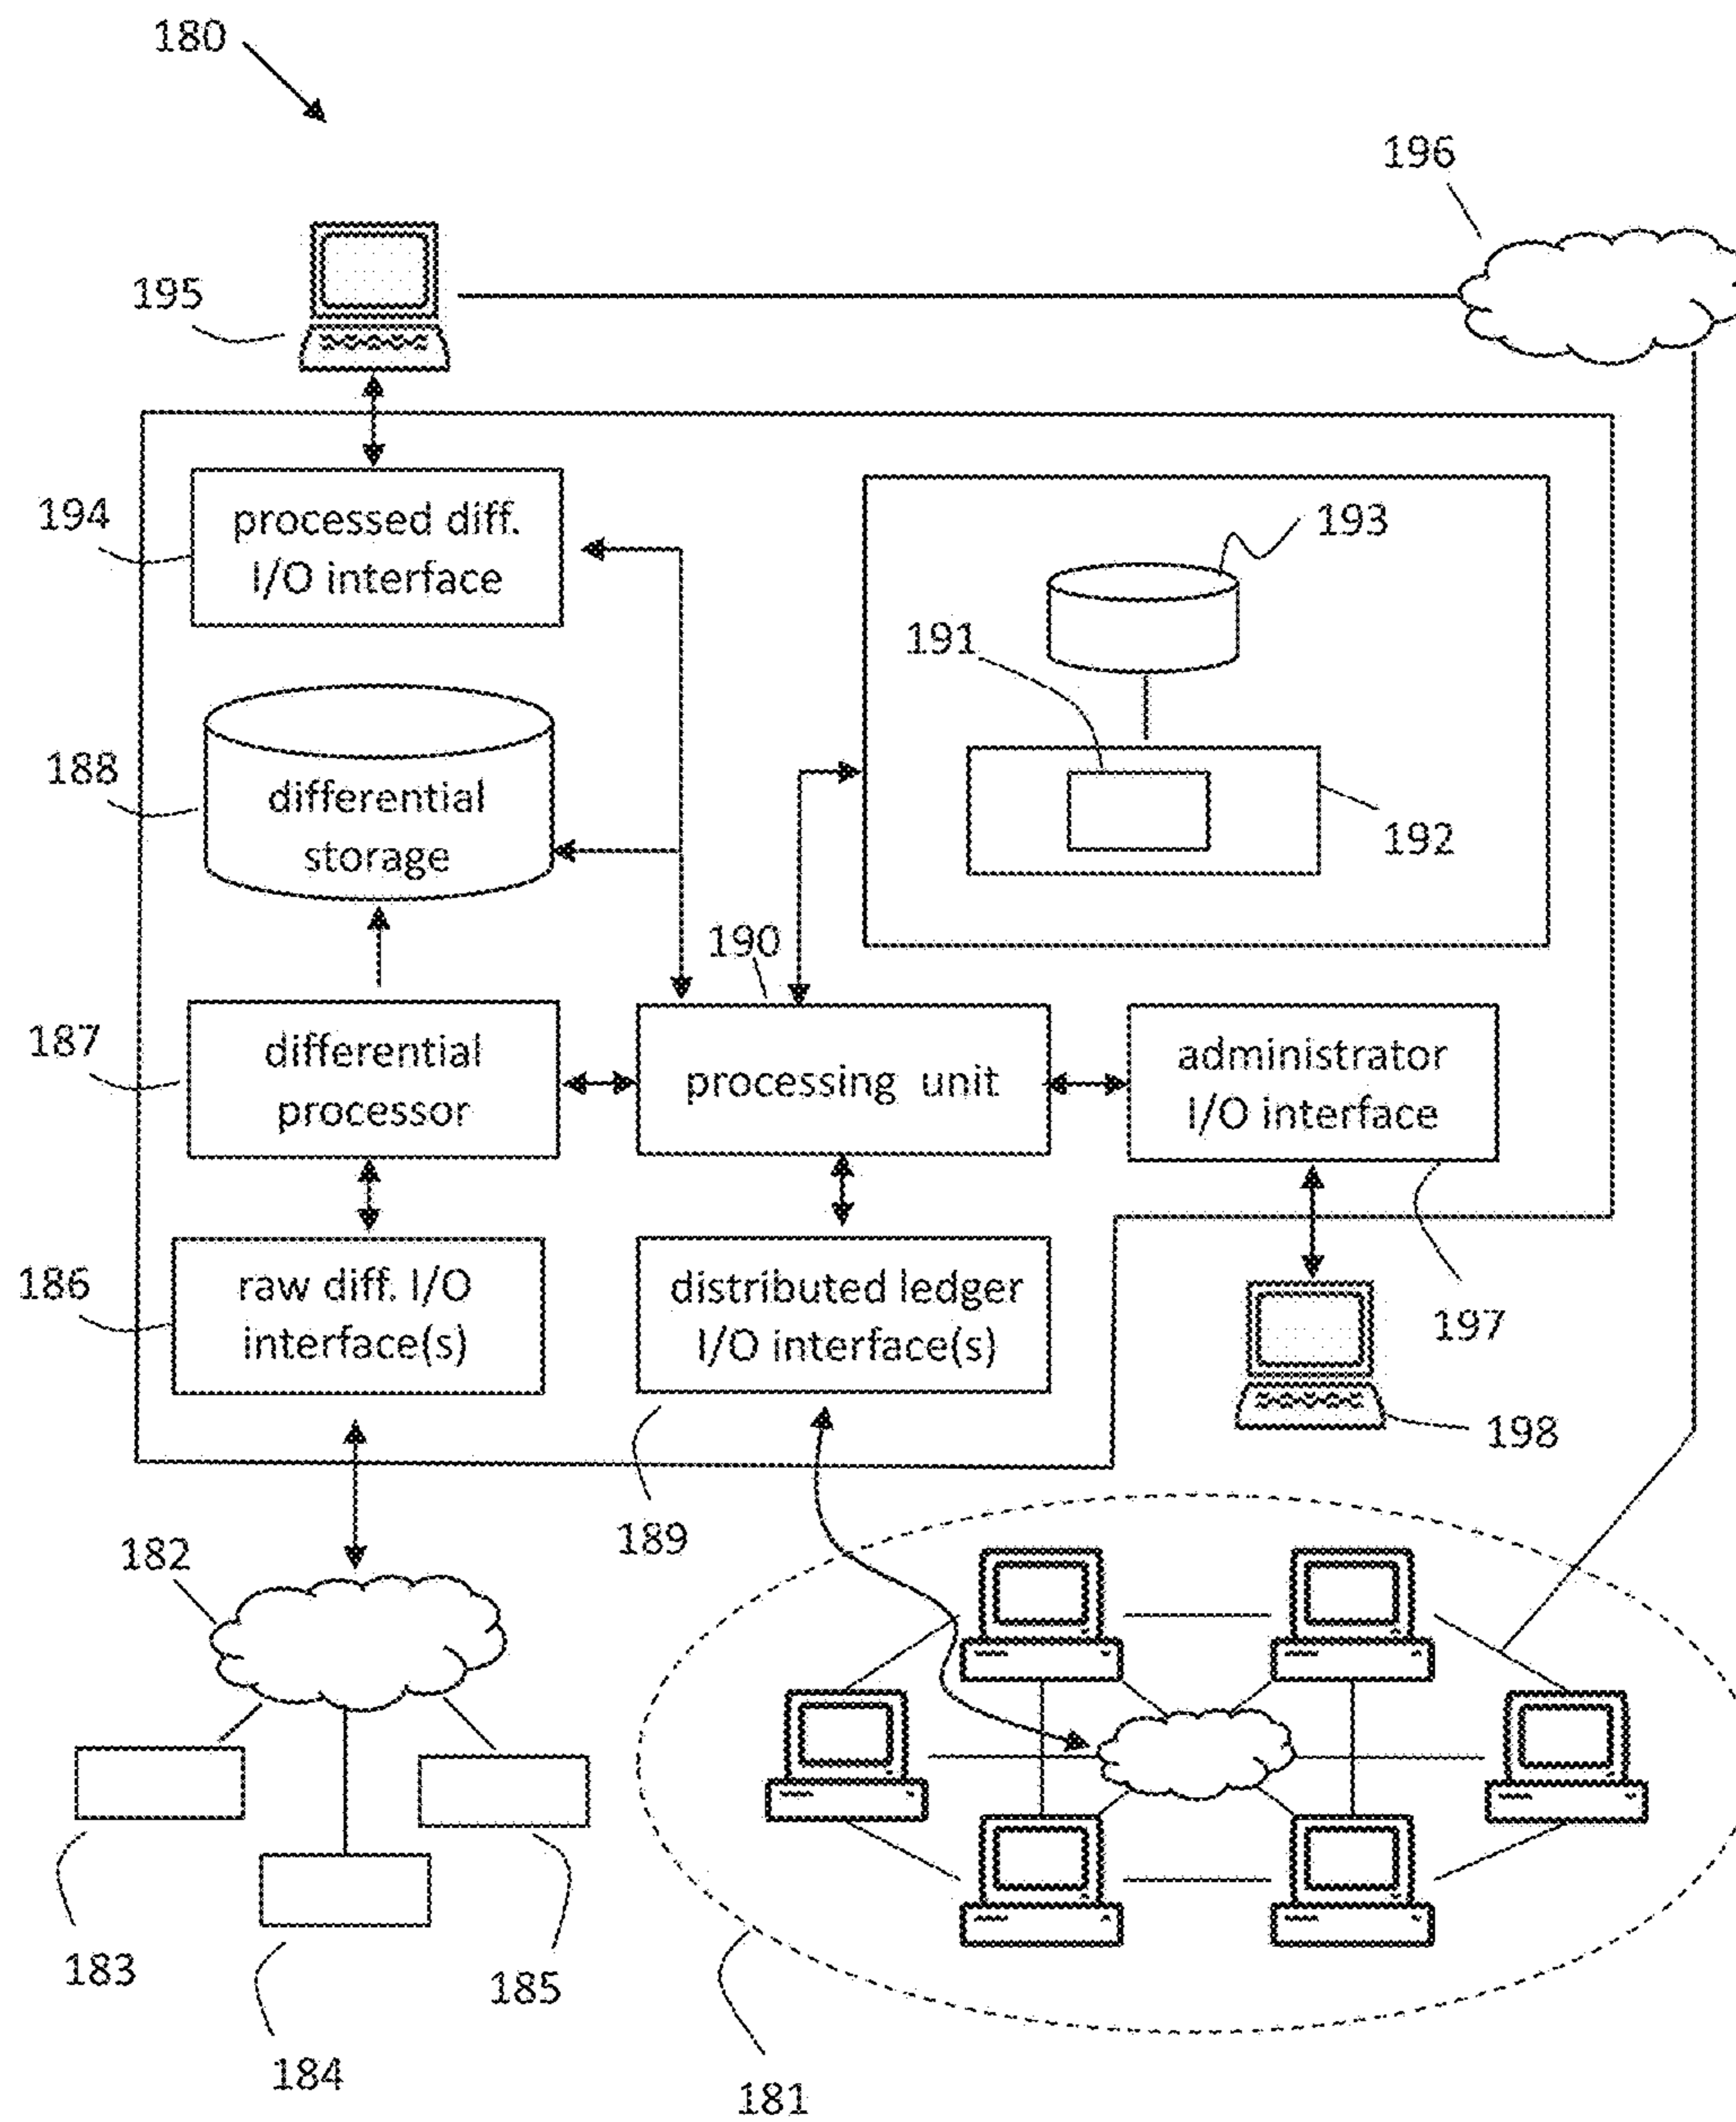 180
196
195
194
processed diff.
I/O interface
193
191
192
188
differential
storage
190
187
differential
processor
processing unit
administrator
I/O interface
186
raw diff. I/O
interface(s)
distributed ledger
I/O interface(s)
197
198
189
182
183
185
184
181